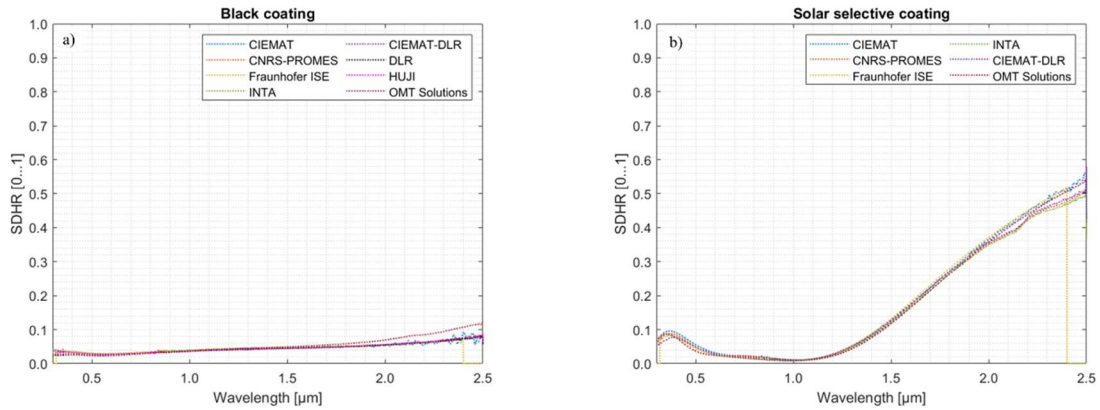 Black coating
a)
CIEMAT
CNRS-PROMES
Fraunhofer ISE
INTA
CIEMAT-DLR
DLR
HUJI
OMT Solutions
SDHR [0...1]
1.0
0.9
0.8
0.7
0.6
0.5
0.4
0.3
0.2
0.1
0.0
0.5
1.0
1.5
2.0
2.5
Wavelength [µm]
Solar selective coating
b)
CIEMAT
CNRS-PROMES
Fraunhofer ISE
INTA
CIEMAT-DLR
OMT Solutions
SDHR [0...1]
1.0
0.9
0.8
0.7
0.6
0.5
0.4
0.3
0.2
0.1
0.0
0.5
1.0
1.5
2.0
2.5
Wavelength [µm]